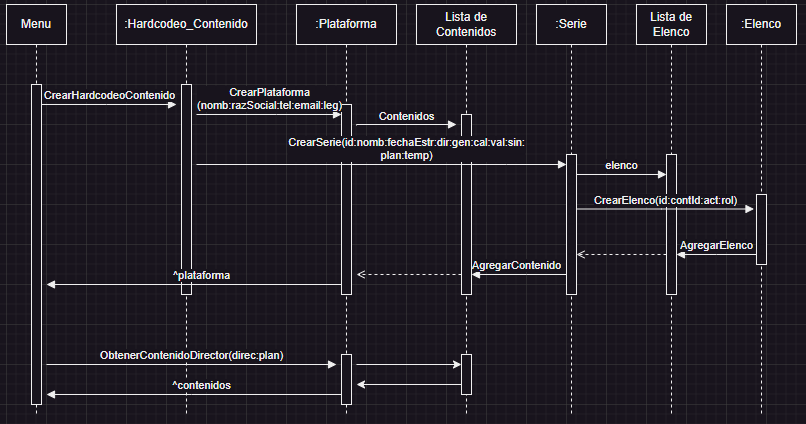 Menu
:Hardcodeo_Contenido
:Plataforma
Lista de
Contenidos
:Serie
Lista de
Elenco
:Elenco
CrearHardcodeoContenido
CrearPlataforma
(nomb:razSocial:tel:email:leg)
Contenidos
CrearSerie(id:nomb:fechaEstr:dir:gen:cal:val:sin:
plan:temp)
elenco
CrearElenco(id:contId:act:rol)
AgregarElenco
AgregarContenido
^plataforma
ObtenerContenidoDirector(direc:plan)
^contenidos